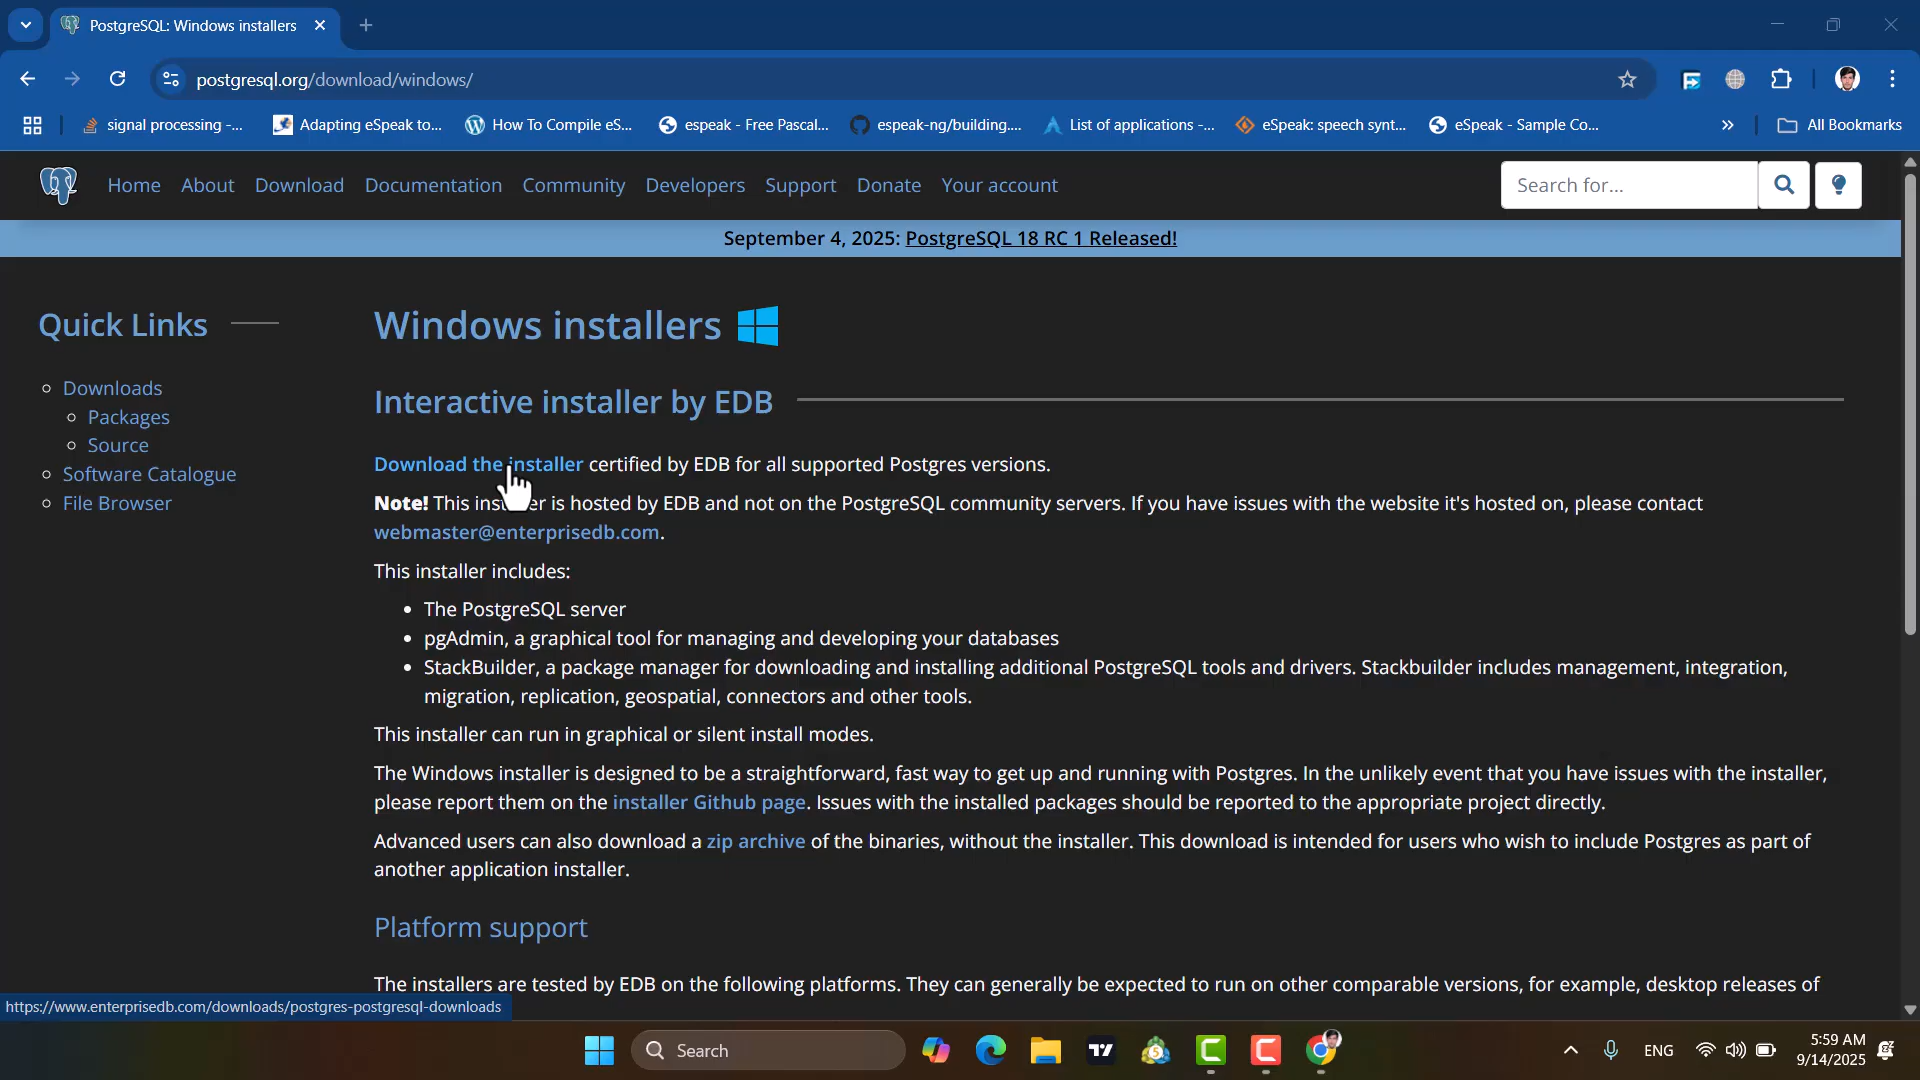 PostgreSQL: Windows installers
postgresql.org/download/windows/
signal processing -...
Adapting eSpeak to...
How To Compile eS...
espeak - Free Pascal...
espeak-ng/building....
List of applications -...
eSpeak: speech synt...
eSpeak - Sample Co...
All Bookmarks
Home
About
Download
Documentation
Community
Developers
Support
Donate
Your account
Search for...
September 4, 2025: PostgreSQL 18 RC 1 Released!
Quick Links
Downloads
Packages
Source
Software Catalogue
File Browser
Windows installers
Interactive installer by EDB
Download the installer certified by EDB for all supported Postgres versions.
Note! This installer is hosted by EDB and not on the PostgreSQL community servers. If you have issues with the website it's hosted on, please contact
webmaster@enterprisedb.com.
This installer includes:
The PostgreSQL server
pgAdmin, a graphical tool for managing and developing your databases
StackBuilder, a package manager for downloading and installing additional PostgreSQL tools and drivers. Stackbuilder includes management, integration,
migration, replication, geospatial, connectors and other tools.
This installer can run in graphical or silent install modes.
The Windows installer is designed to be a straightforward, fast way to get up and running with Postgres. In the unlikely event that you have issues with the installer,
please report them on the installer Github page. Issues with the installed packages should be reported to the appropriate project directly.
Advanced users can also download a zip archive of the binaries, without the installer. This download is intended for users who wish to include Postgres as part of
another application installer.
Platform support
The installers are tested by EDB on the following platforms. They can generally be expected to run on other comparable versions, for example, desktop releases of
https://www.enterprisedb.com/downloads/postgres-postgresql-downloads
Search
ENG
5:59 AM
9/14/2025